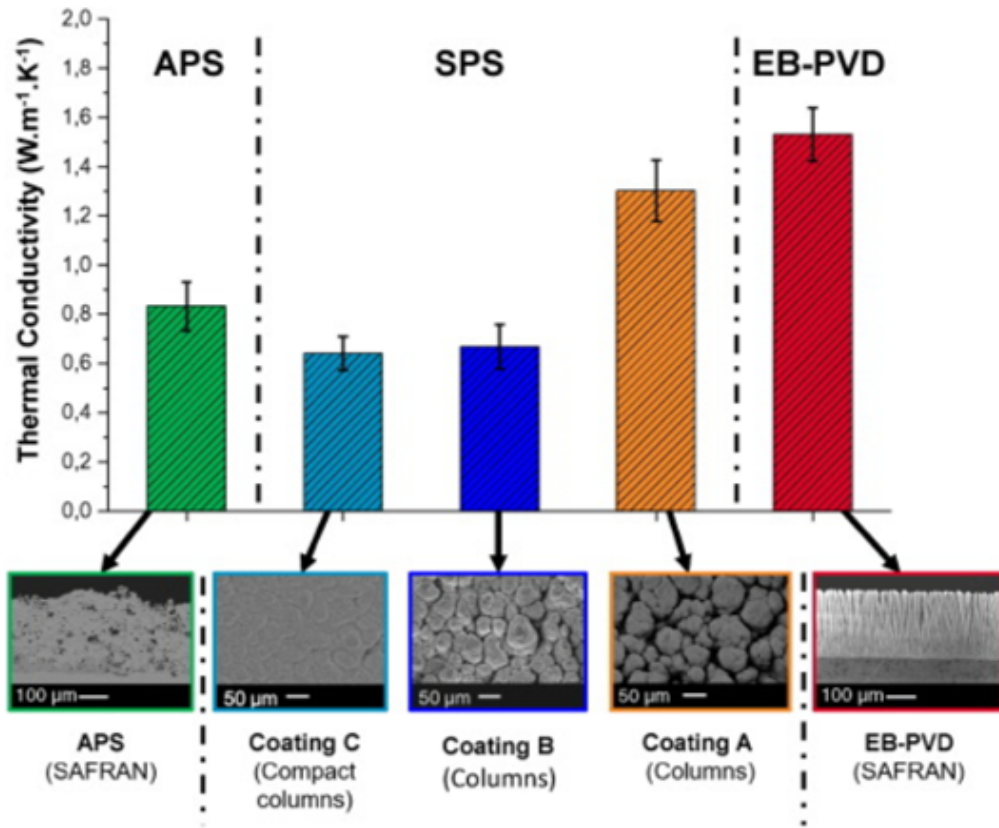 Thermal Conductivity (W.m⁻¹.K⁻¹)
2,0
1,8
1,6
1,4
1,2
1,0
0,8
0,6
0,4
0,2
0,0
APS
SPS
EB-PVD
100 µm
50 µm
50 µm
50 µm
100 µm
APS
(SAFRAN)
Coating C
(Compact
columns)
Coating B
(Columns)
Coating A
(Columns)
EB-PVD
(SAFRAN)